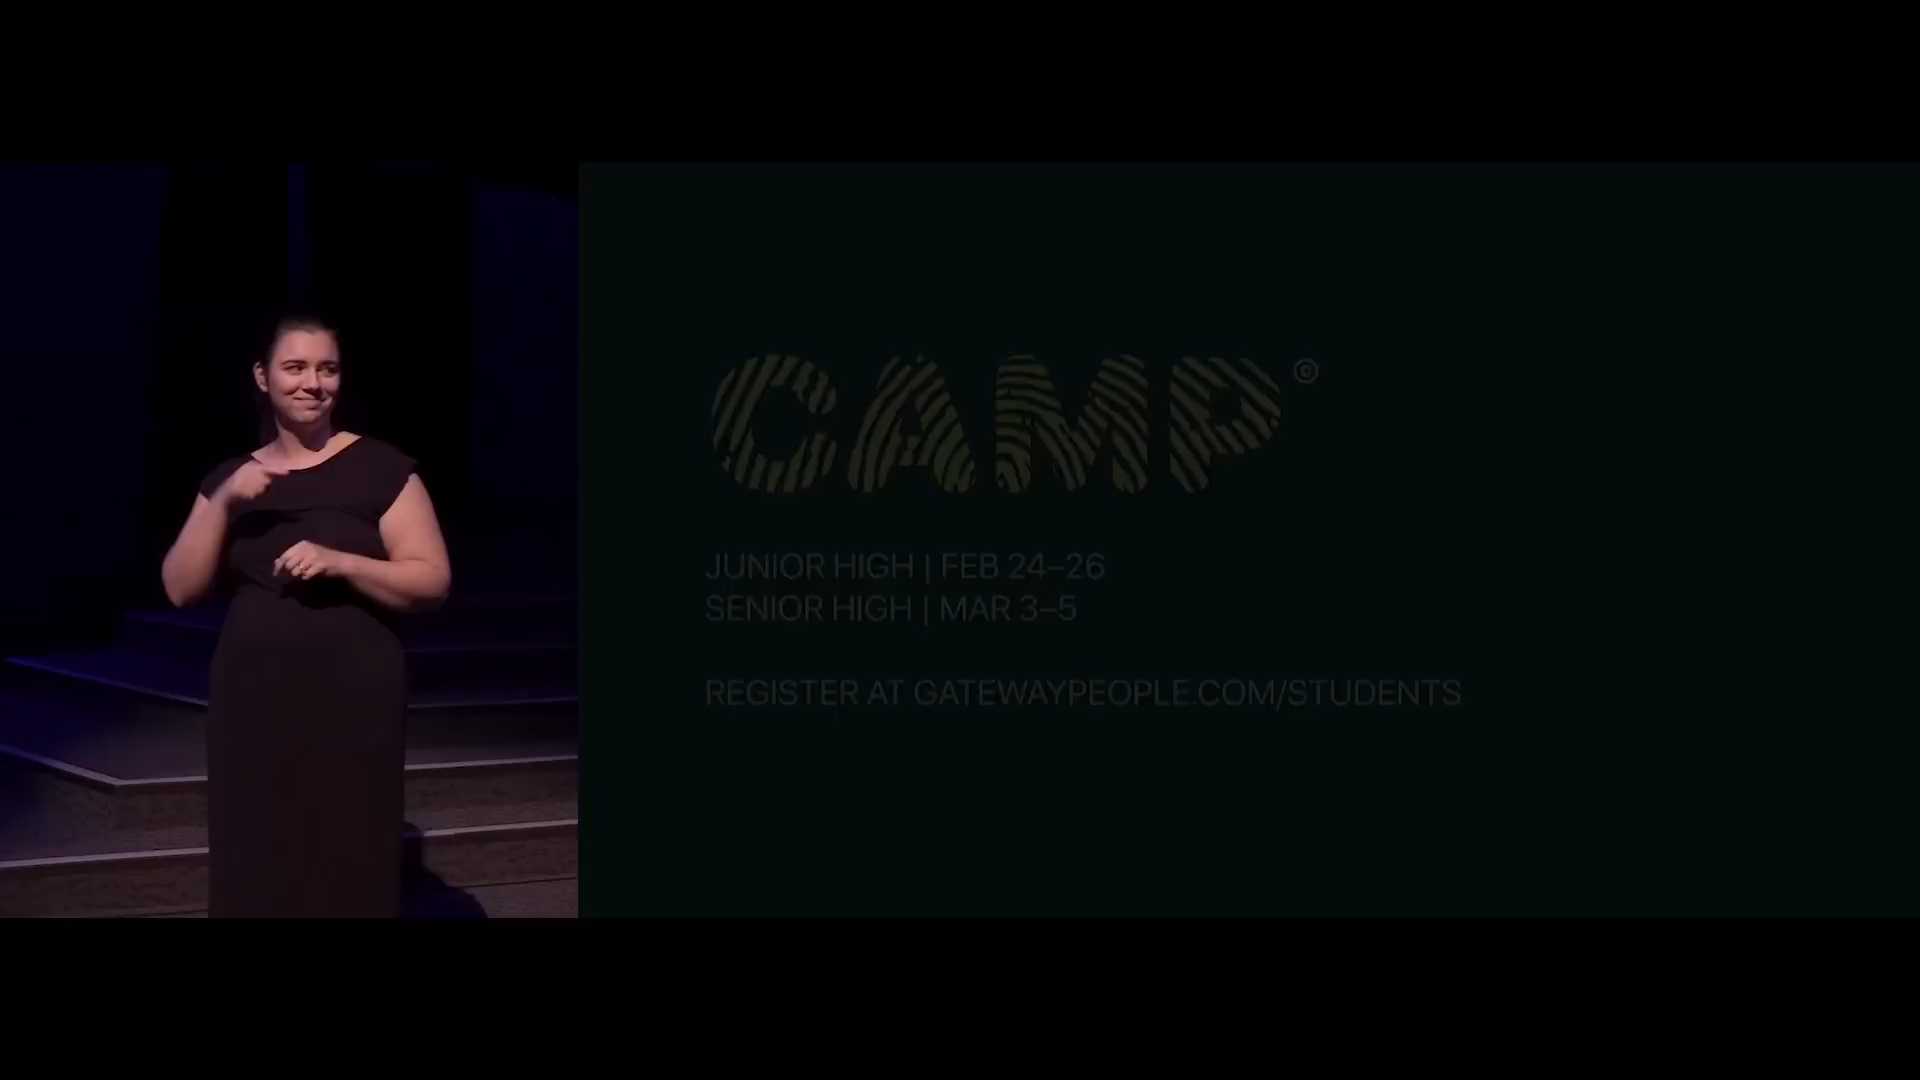 CAMP©
JUNIOR HIGH | FEB 24–26
SENIOR HIGH | MAR 3–5
REGISTER AT GATEWAYPEOPLE.COM/STUDENTS